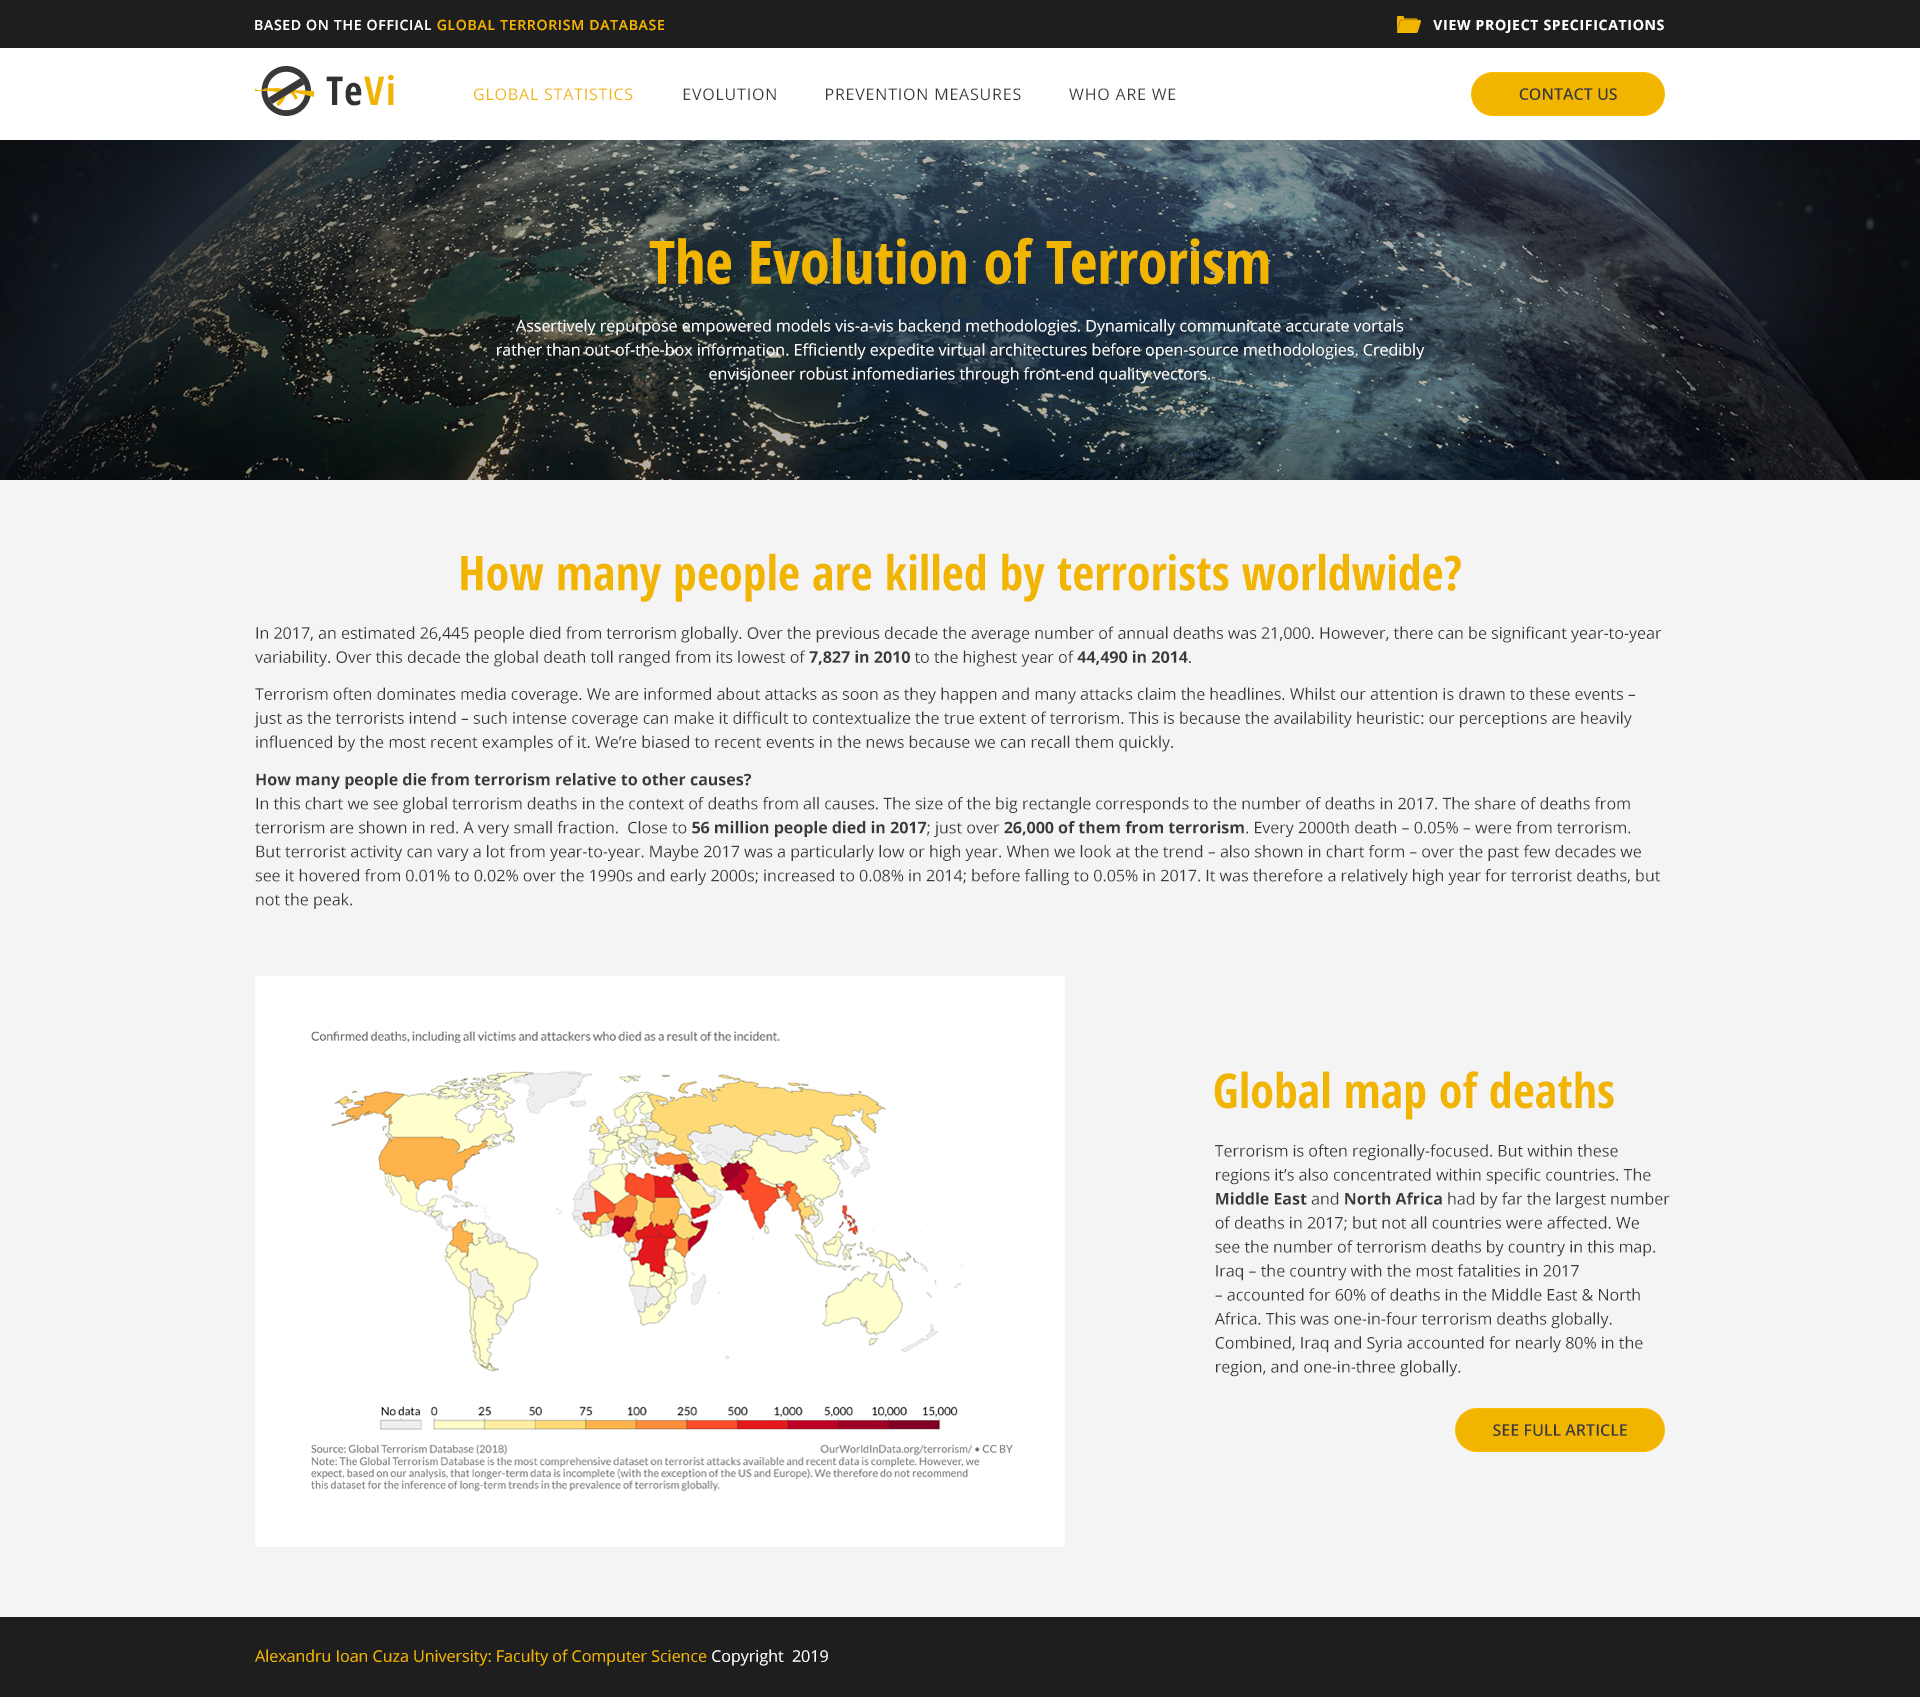 BASED ON THE OFFICIAL GLOBAL TERRORISM DATABASE
VIEW PROJECT SPECIFICATIONS
TeVi
GLOBAL STATISTICS
EVOLUTION
PREVENTION MEASURES
WHO ARE WE
CONTACT US
The Evolution of Terrorism
Assertively repurpose empowered models vis-a-vis backend methodologies. Dynamically communicate accurate vortals
rather than out-of-the-box information. Efficiently expedite virtual architectures before open-source methodologies. Credibly
envisioneer robust infomediaries through front-end quality vectors.
How many people are killed by terrorists worldwide?
In 2017, an estimated 26,445 people died from terrorism globally. Over the previous decade the average number of annual deaths was 21,000. However, there can be significant year-to-year
variability. Over this decade the global death toll ranged from its lowest of 7,827 in 2010 to the highest year of 44,490 in 2014.
Terrorism often dominates media coverage. We are informed about attacks as soon as they happen and many attacks claim the headlines. Whilst our attention is drawn to these events –
just as the terrorists intend – such intense coverage can make it difficult to contextualize the true extent of terrorism. This is because the availability heuristic: our perceptions are heavily
influenced by the most recent examples of it. We’re biased to recent events in the news because we can recall them quickly.
How many people die from terrorism relative to other causes?
In this chart we see global terrorism deaths in the context of deaths from all causes. The size of the big rectangle corresponds to the number of deaths in 2017. The share of deaths from
terrorism are shown in red. A very small fraction.  Close to 56 million people died in 2017; just over 26,000 of them from terrorism. Every 2000th death – 0.05% – were from terrorism.
But terrorist activity can vary a lot from year-to-year. Maybe 2017 was a particularly low or high year. When we look at the trend – also shown in chart form – over the past few decades we
see it hovered from 0.01% to 0.02% over the 1990s and early 2000s; increased to 0.08% in 2014; before falling to 0.05% in 2017. It was therefore a relatively high year for terrorist deaths, but
not the peak.
Confirmed deaths, including all victims and attackers who died as a result of the incident.
No data 0 25 50 75 100 250 500 1,000 5,000 10,000 15,000
Source: Global Terrorism Database (2018)
OurWorldInData.org/terrorism/ • CC BY
Note: The Global Terrorism Database is the most comprehensive dataset on terrorist attacks available and recent data is complete. However, we
expect, based on our analysis, that longer-term data is incomplete (with the exception of the US and Europe). We therefore do not recommend
this dataset for the inference of long-term trends in the prevalence of terrorism globally.
Global map of deaths
Terrorism is often regionally-focused. But within these
regions it’s also concentrated within specific countries. The
Middle East and North Africa had by far the largest number
of deaths in 2017; but not all countries were affected. We
see the number of terrorism deaths by country in this map.
Iraq – the country with the most fatalities in 2017
– accounted for 60% of deaths in the Middle East & North
Africa. This was one-in-four terrorism deaths globally.
Combined, Iraq and Syria accounted for nearly 80% in the
region, and one-in-three globally.
SEE FULL ARTICLE
Alexandru Ioan Cuza University: Faculty of Computer Science Copyright  2019